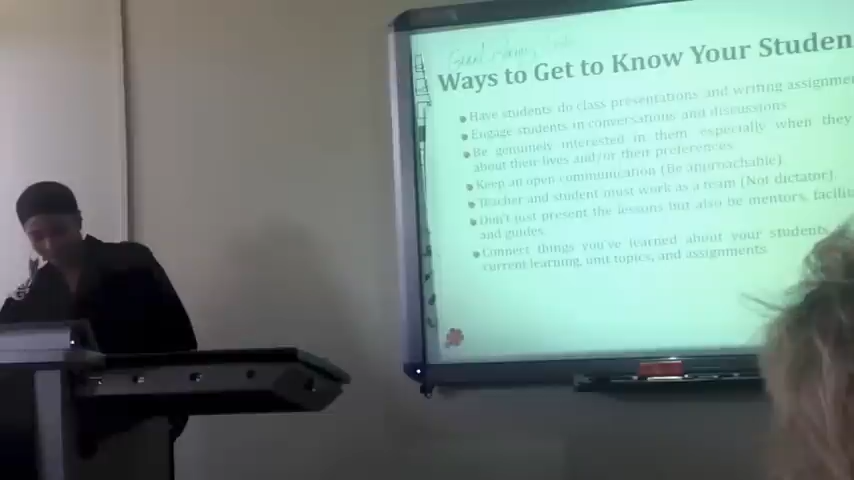 Ways to Get to Know Your Studen
Have students do class presentations and writing assignme
Engage students in conversations and discussions
Be genuinely interested in them especially when they
about their lives and/or their preferences.
Keep an open communication (Be approachable)
Teacher and student must work as a team (Not dictator)
Don't just present the lessons but also be mentors, facilit
and guides.
Connect things you've learned about your students
current learning, unit topics, and assignments.